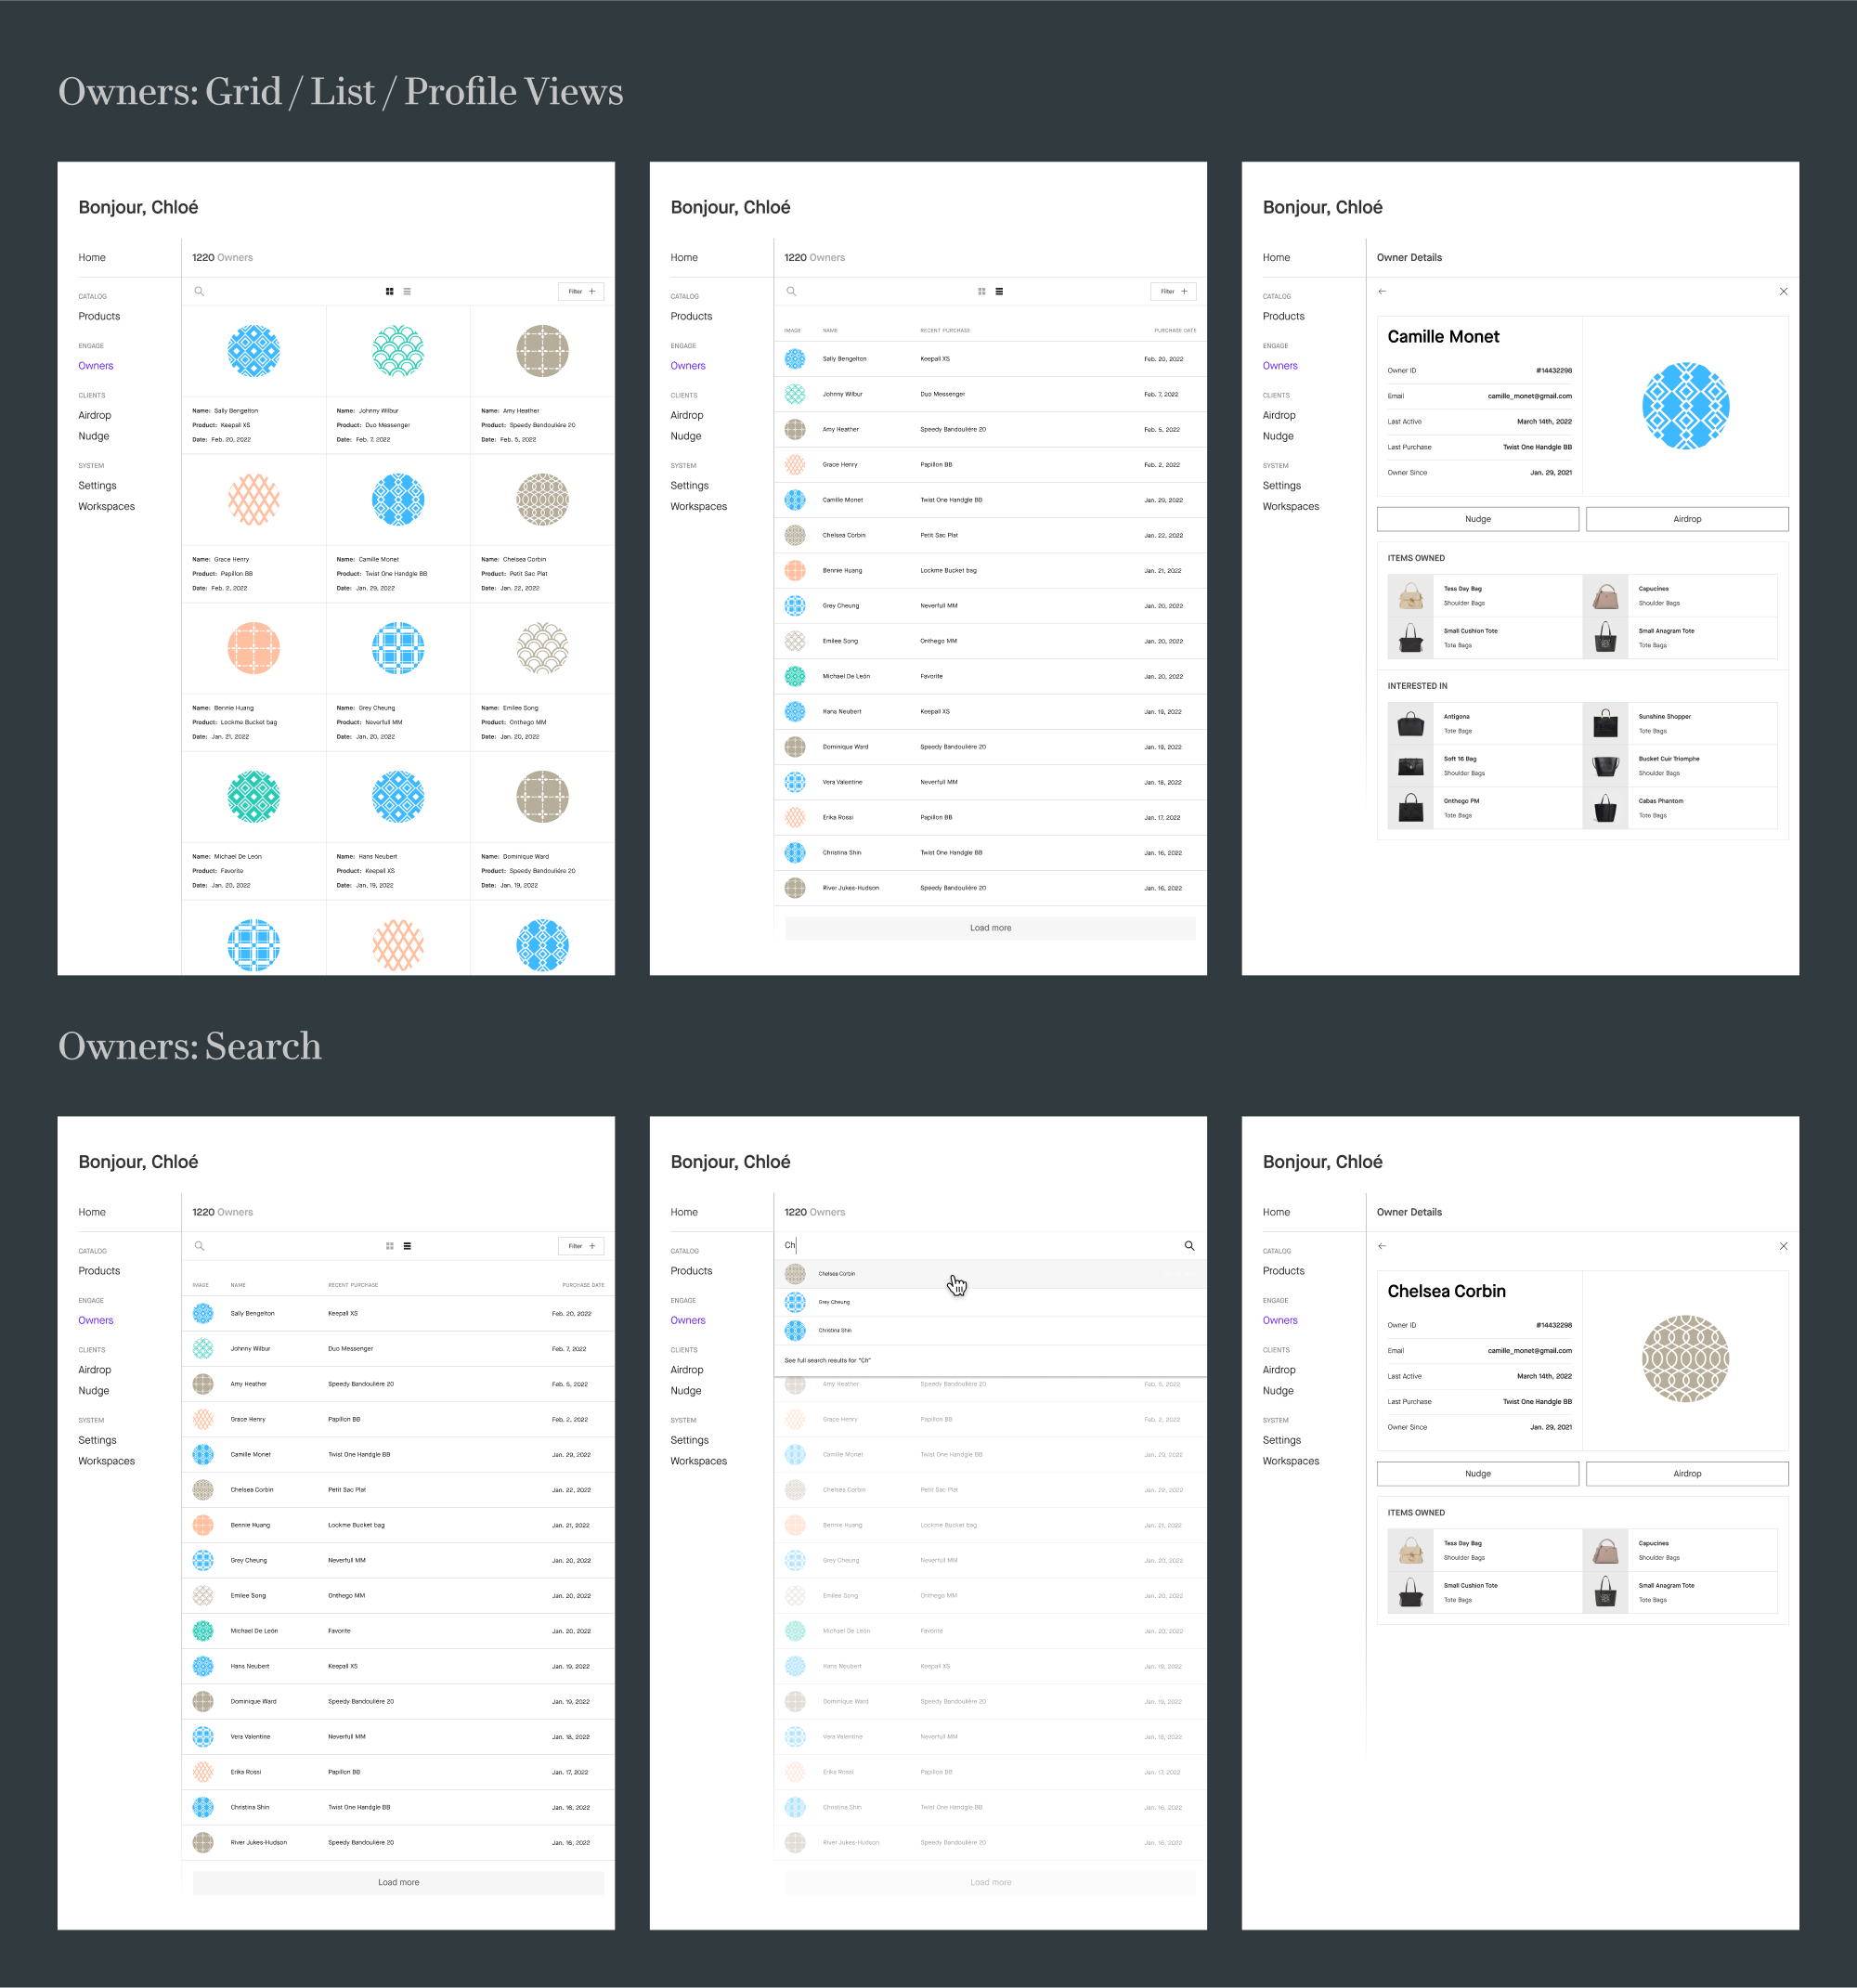 Owners: Grid / List / Profile Views
Bonjour, Chloé
Home
1220 Owners
CATALOG
Products
ENGAGE
Owners
CLIENTS
Airdrop
Nudge
SYSTEM
Settings
Workspaces
Filter +
Name: Sally Bengelton
Product: Keepall XS
Date: Feb. 20, 2022
Name: Johnny Wilbur
Product: Duo Messenger
Date: Feb. 7, 2022
Name: Amy Heather
Product: Speedy Bandoulière 20
Date: Feb. 5, 2022
Name: Grace Henry
Product: Papillon BB
Date: Feb. 2, 2022
Name: Camille Monet
Product: Twist One Handgle BB
Date: Jan. 29, 2022
Name: Chelsea Corbin
Product: Petit Sac Plat
Date: Jan. 22, 2022
Name: Bennie Huang
Product: Lockme Bucket bag
Date: Jan. 21, 2022
Name: Grey Cheung
Product: Neverfull MM
Date: Jan. 20, 2022
Name: Emilee Song
Product: Onthego MM
Date: Jan. 20, 2022
Name: Michael De León
Product: Favorite
Date: Jan. 20, 2022
Name: Hans Neubert
Product: Keepall XS
Date: Jan. 19, 2022
Name: Dominique Ward
Product: Speedy Bandoulière 20
Date: Jan. 19, 2022
Bonjour, Chloé
Home
1220 Owners
CATALOG
Products
ENGAGE
Owners
CLIENTS
Airdrop
Nudge
SYSTEM
Settings
Workspaces
Filter +
IMAGE NAME RECENT PURCHASE PURCHASE DATE
Sally Bengelton Keepall XS Feb. 20, 2022
Johnny Wilbur Duo Messenger Feb. 7, 2022
Amy Heather Speedy Bandoulière 20 Feb. 5, 2022
Grace Henry Papillon BB Feb. 2, 2022
Camille Monet Twist One Handgle BB Jan. 29, 2022
Chelsea Corbin Petit Sac Plat Jan. 22, 2022
Bennie Huang Lockme Bucket bag Jan. 21, 2022
Grey Cheung Neverfull MM Jan. 20, 2022
Emilee Song Onthego MM Jan. 20, 2022
Michael De León Favorite Jan. 20, 2022
Hans Neubert Keepall XS Jan. 19, 2022
Dominique Ward Speedy Bandoulière 20 Jan. 19, 2022
Vera Valentine Neverfull MM Jan. 18, 2022
Erika Rossi Papillon BB Jan. 17, 2022
Christina Shin Twist One Handgle BB Jan. 16, 2022
River Jukes-Hudson Speedy Bandoulière 20 Jan. 16, 2022
Load more
Bonjour, Chloé
Home
Owner Details
CATALOG
Products
ENGAGE
Owners
CLIENTS
Airdrop
Nudge
SYSTEM
Settings
Workspaces
Camille Monet
Owner ID #14432298
Email camille_monet@gmail.com
Last Active March 14th, 2022
Last Purchase Twist One Handgle BB
Owner Since Jan. 29, 2021
Nudge
Airdrop
ITEMS OWNED
Tess Day Bag
Shoulder Bags
Capucines
Shoulder Bags
Small Cushion Tote
Tote Bags
Small Anagram Tote
Tote Bags
INTERESTED IN
Antigona
Tote Bags
Sunshine Shopper
Tote Bags
Soft 16 Bag
Shoulder Bags
Bucket Cuir Triomphe
Shoulder Bags
Onthego PM
Tote Bags
Cabas Phantom
Tote Bags
Owners: Search
Bonjour, Chloé
Home
1220 Owners
CATALOG
Products
ENGAGE
Owners
CLIENTS
Airdrop
Nudge
SYSTEM
Settings
Workspaces
Filter +
IMAGE NAME RECENT PURCHASE PURCHASE DATE
Sally Bengelton Keepall XS Feb. 20, 2022
Johnny Wilbur Duo Messenger Feb. 7, 2022
Amy Heather Speedy Bandoulière 20 Feb. 5, 2022
Grace Henry Papillon BB Feb. 2, 2022
Camille Monet Twist One Handgle BB Jan. 29, 2022
Chelsea Corbin Petit Sac Plat Jan. 22, 2022
Bennie Huang Lockme Bucket bag Jan. 21, 2022
Grey Cheung Neverfull MM Jan. 20, 2022
Emilee Song Onthego MM Jan. 20, 2022
Michael De León Favorite Jan. 20, 2022
Hans Neubert Keepall XS Jan. 19, 2022
Dominique Ward Speedy Bandoulière 20 Jan. 19, 2022
Vera Valentine Neverfull MM Jan. 18, 2022
Erika Rossi Papillon BB Jan. 17, 2022
Christina Shin Twist One Handgle BB Jan. 16, 2022
River Jukes-Hudson Speedy Bandoulière 20 Jan. 16, 2022
Load more
Bonjour, Chloé
Home
1220 Owners
CATALOG
Products
ENGAGE
Owners
CLIENTS
Airdrop
Nudge
SYSTEM
Settings
Workspaces
Ch
Chelsea Corbin
Grey Cheung
Christina Shin
See full search results for "Ch"
Amy Heather Speedy Bandoulière 20 Feb. 5, 2022
Grace Henry Papillon BB Feb. 2, 2022
Camille Monet Twist One Handgle BB Jan. 29, 2022
Chelsea Corbin Petit Sac Plat Jan. 22, 2022
Bennie Huang Lockme Bucket bag Jan. 21, 2022
Grey Cheung Neverfull MM Jan. 20, 2022
Emilee Song Onthego MM Jan. 20, 2022
Michael De León Favorite Jan. 20, 2022
Hans Neubert Keepall XS Jan. 19, 2022
Dominique Ward Speedy Bandoulière 20 Jan. 19, 2022
Vera Valentine Neverfull MM Jan. 18, 2022
Erika Rossi Papillon BB Jan. 17, 2022
Christina Shin Twist One Handgle BB Jan. 16, 2022
River Jukes-Hudson Speedy Bandoulière 20 Jan. 16, 2022
Load more
Bonjour, Chloé
Home
Owner Details
CATALOG
Products
ENGAGE
Owners
CLIENTS
Airdrop
Nudge
SYSTEM
Settings
Workspaces
Chelsea Corbin
Owner ID #14432298
Email camille_monet@gmail.com
Last Active March 14th, 2022
Last Purchase Twist One Handgle BB
Owner Since Jan. 29, 2021
Nudge
Airdrop
ITEMS OWNED
Tess Day Bag
Shoulder Bags
Capucines
Shoulder Bags
Small Cushion Tote
Tote Bags
Small Anagram Tote
Tote Bags